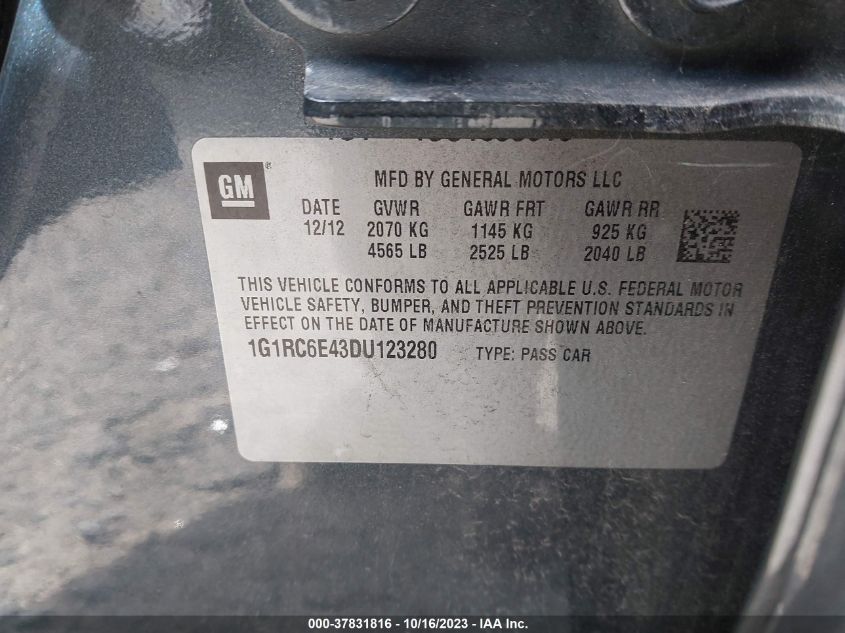 GM ®
MFD BY GENERAL MOTORS LLC
DATE GVWR GAWR FRT GAWR RR
12/12 2070 KG 1145 KG 925 KG
4565 LB 2525 LB 2040 LB
THIS VEHICLE CONFORMS TO ALL APPLICABLE U.S. FEDERAL MOTOR
VEHICLE SAFETY, BUMPER, AND THEFT PREVENTION STANDARDS IN
EFFECT ON THE DATE OF MANUFACTURE SHOWN ABOVE.
1G1RC6E43DU123280 TYPE: PASS CAR
000-37831816 - 10/16/2023 - IAA Inc.